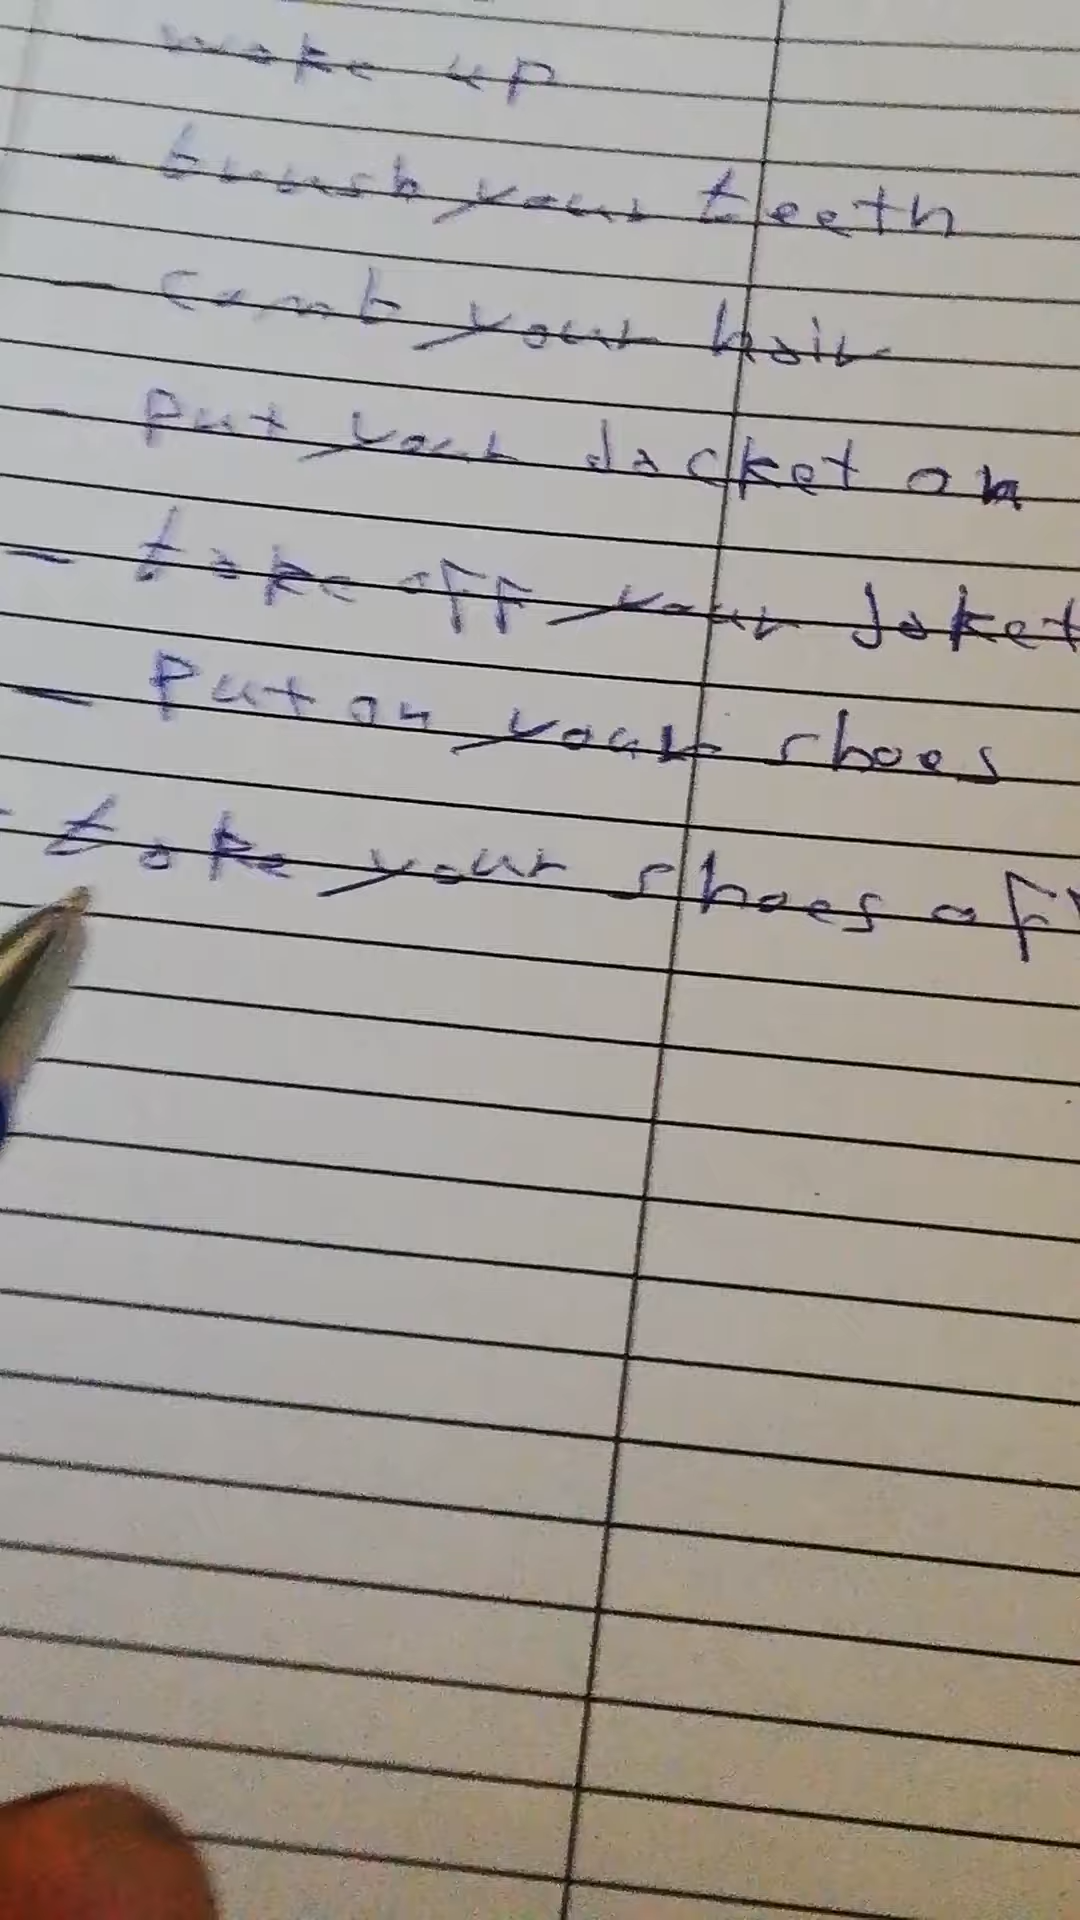 wake up
- brush your teeth
- comb your hair
- Put your Jacket on
- take off your Jaket
- Put on your shoes
- take your shoes off